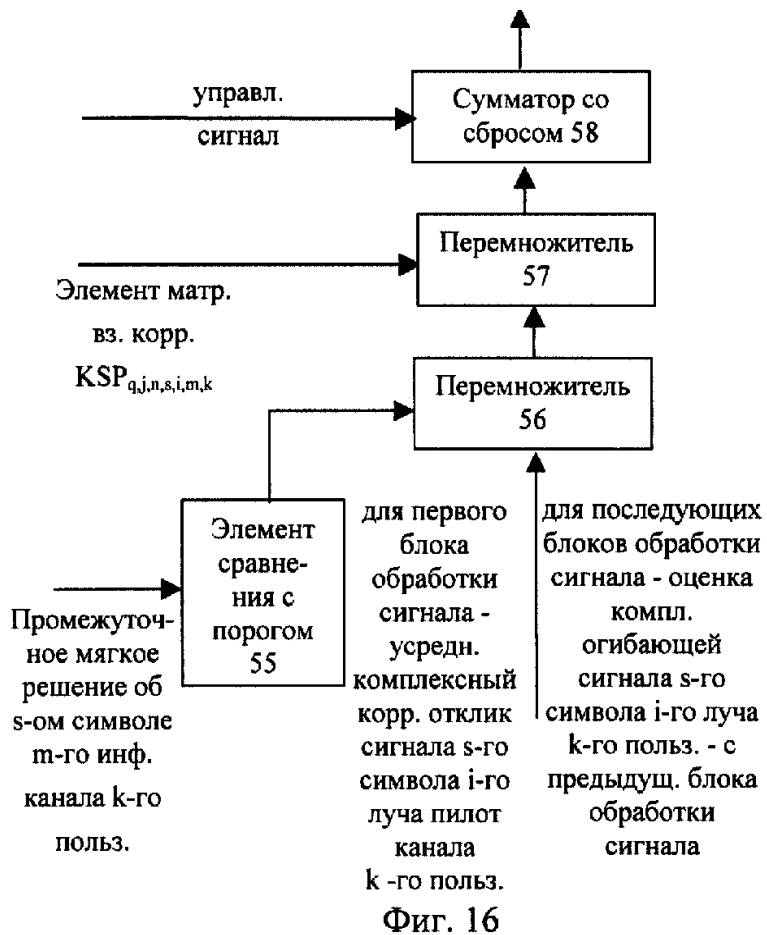 управл.
сигнал
Сумматор со
сбросом 58
Перемножитель
57
Элемент матр.
вз. корр.
KSPq,j,n,s,i,m,k
Перемножитель
56
Элемент
сравне-
ния с
порогом
55
Промежуточ-
ное мягкое
решение об
s-ом символе
m-го инф.
канала k-го
польз.
для первого
блока
обработки
сигнала -
усредн.
комплексный
корр. отклик
сигнала s-го
символа i-го
луча пилот
канала
k -го польз.
для последующих
блоков обработки
сигнала - оценка
компл.
огибающей
сигнала s-го
символа i-го луча
k-го польз. - с
предыдущ. блока
обработки
сигнала
Фиг. 16